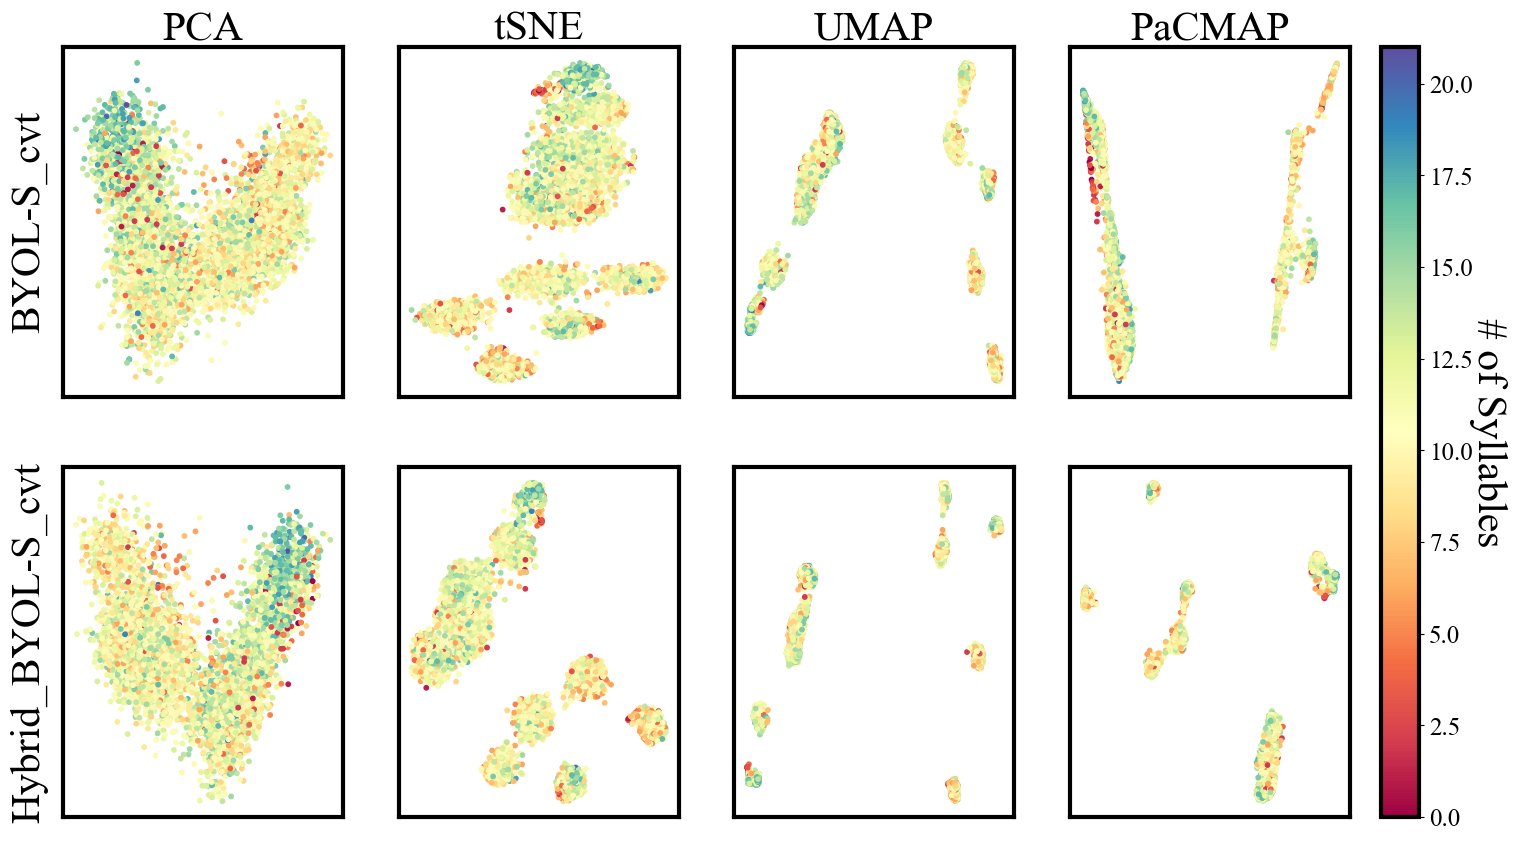 PCA
tSNE
UMAP
PaCMAP
BYOL-S_cvt
Hybrid_BYOL-S_cvt
20.0
17.5
15.0
12.5
10.0
7.5
5.0
2.5
0.0
# of Syllables